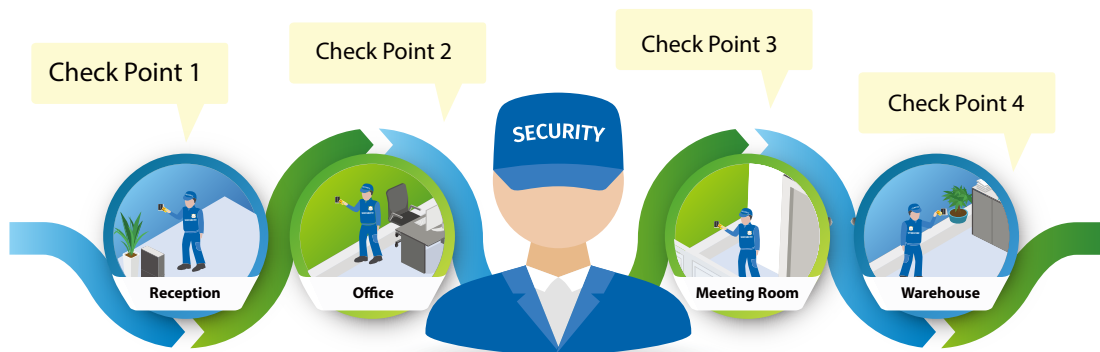 Check Point 1
Check Point 2
Check Point 3
Check Point 4
SECURITY
Reception
Office
Meeting Room
Warehouse